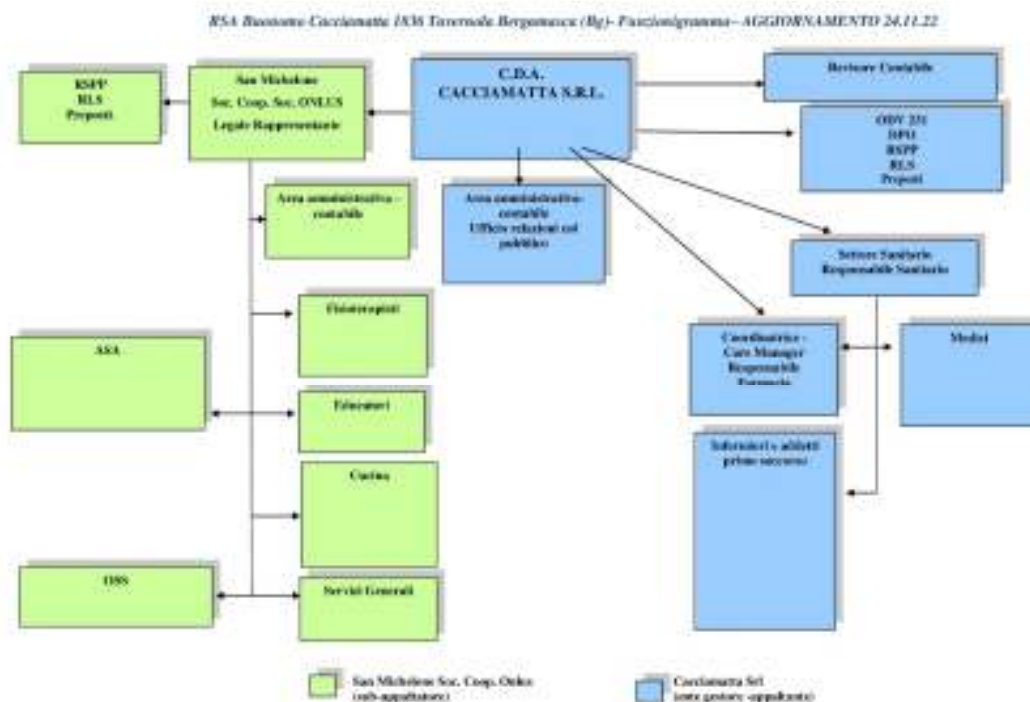 RSA Buonomo Cacciamatta 1836 Tavernola Bergamasca (Bg)- Funzionigramma– AGGIORNAMENTO 24.11.22
RSPP
RLS
Preposti
San Michelone
Soc. Coop. Soc. ONLUS
Legale Rappresentante
C.D.A.
CACCIAMATTA S.R.L.
Revisore Contabile
ODV 231
DPO
RSPP
RLS
Preposti
Area amministrativa -
contabile
Area amministrativa-
contabile
Ufficio relazioni col
pubblico
Settore Sanitario
Responsabile Sanitario
Fisioterapisti
ASA
Coordinatrice -
Care Manager
Responsabile
Farmacia
Medici
Educatori
Infermieri e addetti
primo soccorso
Cucina
OSS
Servizi Generali
San Michelone Soc. Coop. Onlus
(sub-appaltatore)
Cacciamatta Srl
(ente gestore -appaltante)